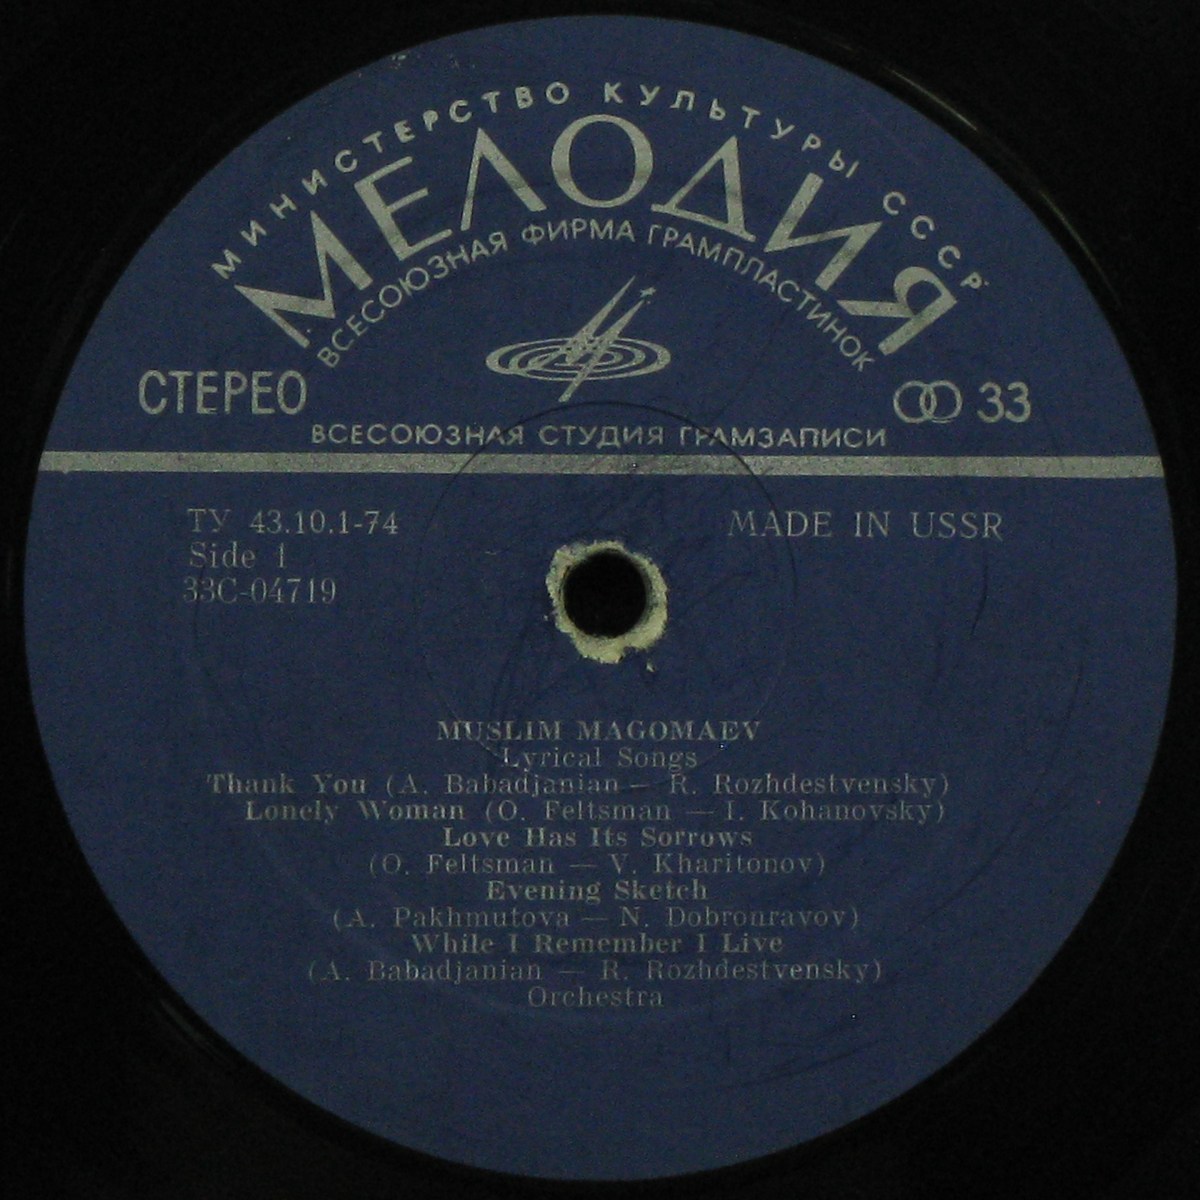 МИНИСТЕРСТВО КУЛЬТУРЫ СССР
МЕЛОДИЯ
ВСЕСОЮЗНАЯ ФИРМА ГРАМПЛАСТИНОК
СТЕРЕО
33
ВСЕСОЮЗНАЯ СТУДИЯ ГРАМЗАПИСИ
ТУ 43.10.1-74
MADE IN USSR
Side 1
33С-04719
MUSLIM MAGOMAEV
Lyrical Songs
Thank You (A. Babadjanian — R. Rozhdestvensky)
Lonely Woman (O. Feltsman — I. Kohanovsky)
Love Has Its Sorrows
(O. Feltsman — V. Kharitonov)
Evening Sketch
(A. Pakhmutova — N. Dobronravov)
While I Remember I Live
(A. Babadjanian — R. Rozhdestvensky)
Orchestra